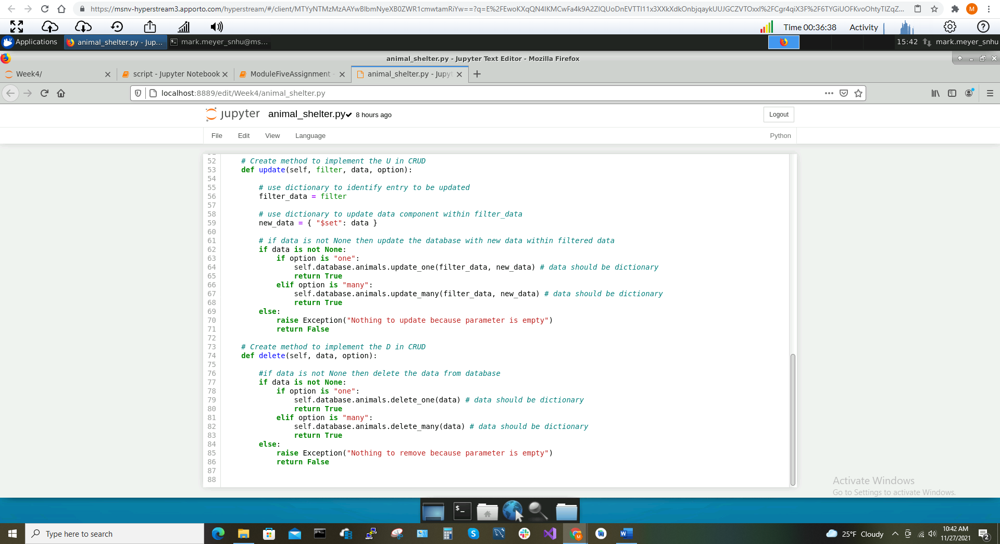 https://msnv-hyperstream3.apporto.com/hyperstream/#/client/
Time 00:36:38
Activity
Applications
animal_shelter.py - Jup...
mark.meyer_snhu@ms...
15:42
mark.meyer_snhu
animal_shelter.py - Jupyter Text Editor - Mozilla Firefox
Week4/
script - Jupyter Notebook
ModuleFiveAssignment -
animal_shelter.py - Jupyt
localhost:8889/edit/Week4/animal_shelter.py
jupyter
animal_shelter.py
8 hours ago
Logout
File
Edit
View
Language
Python
52 # Create method to implement the U in CRUD
53 def update(self, filter, data, option):
54
55 # use dictionary to identify entry to be updated
56 filter_data = filter
57
58 # use dictionary to update data component within filter_data
59 new_data = { "$set": data }
60
61 # if data is not None then update the database with new data within filtered data
62 if data is not None:
63 if option is "one":
64 self.database.animals.update_one(filter_data, new_data) # data should be dictionary
65 return True
66 elif option is "many":
67 self.database.animals.update_many(filter_data, new_data) # data should be dictionary
68 return True
69 else:
70 raise Exception("Nothing to update because parameter is empty")
71 return False
72
73 # Create method to implement the D in CRUD
74 def delete(self, data, option):
75
76 #if data is not None then delete the data from database
77 if data is not None:
78 if option is "one":
79 self.database.animals.delete_one(data) # data should be dictionary
80 return True
81 elif option is "many":
82 self.database.animals.delete_many(data) # data should be dictionary
83 return True
84 else:
85 raise Exception("Nothing to remove because parameter is empty")
86 return False
87
88
Activate Windows
Go to Settings to activate Windows.
Type here to search
25°F Cloudy
10:42 AM
11/27/2021
2